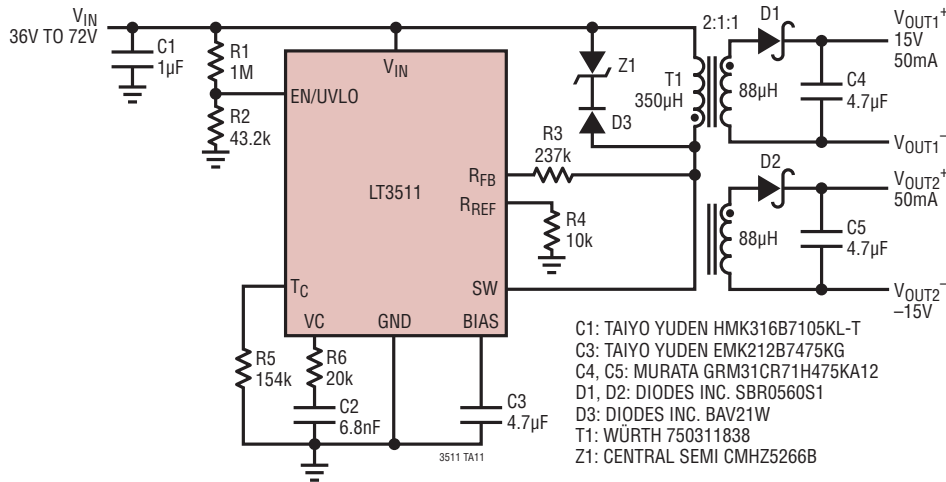 VIN
36V TO 72V
C1
1µF
R1
1M
R2
43.2k
VIN
EN/UVLO
LT3511
RFB
RREF
SW
TC
VC
GND
BIAS
Z1
D3
R3
237k
R4
10k
T1
350µH
2:1:1
D1
88µH
C4
4.7µF
VOUT1+
15V
50mA
VOUT1–
D2
88µH
C5
4.7µF
VOUT2+
50mA
VOUT2–
–15V
R5
154k
R6
20k
C2
6.8nF
C3
4.7µF
3511 TA11
C1: TAIYO YUDEN HMK316B7105KL-T
C3: TAIYO YUDEN EMK212B7475KG
C4, C5: MURATA GRM31CR71H475KA12
D1, D2: DIODES INC. SBR0560S1
D3: DIODES INC. BAV21W
T1: WÜRTH 750311838
Z1: CENTRAL SEMI CMHZ5266B